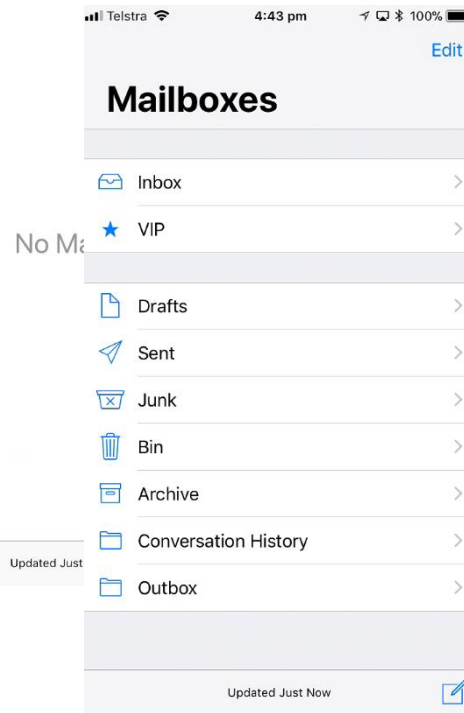 Telstra 4:43 pm 100%
Edit
Mailboxes
Inbox
VIP
No Ma
Drafts
Sent
Junk
Bin
Archive
Conversation History
Updated Just
Outbox
Updated Just Now